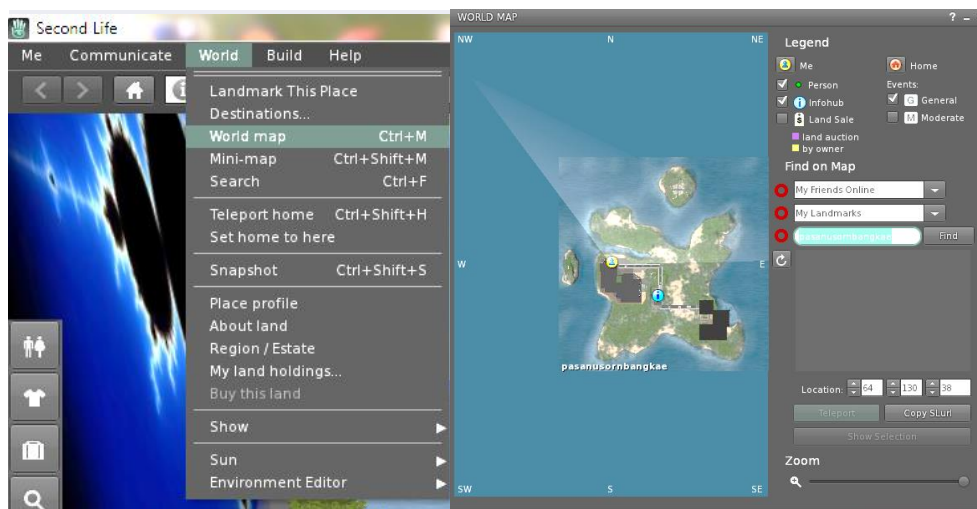 Second Life
Me Communicate World Build Help
Landmark This Place
Destinations...
World map Ctrl+M
Mini-map Ctrl+Shift+M
Search Ctrl+F
Teleport home Ctrl+Shift+H
Set home to here
Snapshot Ctrl+Shift+S
Place profile
About land
Region / Estate
My land holdings...
Buy this land
Show
Sun
Environment Editor
WORLD MAP ? _
NW N NE
W E
pasanusornbangkae
SW S SE
Legend
Me Home
Person Events:
Infohub G General
$ Land Sale M Moderate
land auction
by owner
Find on Map
My Friends Online
My Landmarks
pasanusornbangkae Find
Location: 64 130 38
Teleport Copy SLurl
Show Selection
Zoom